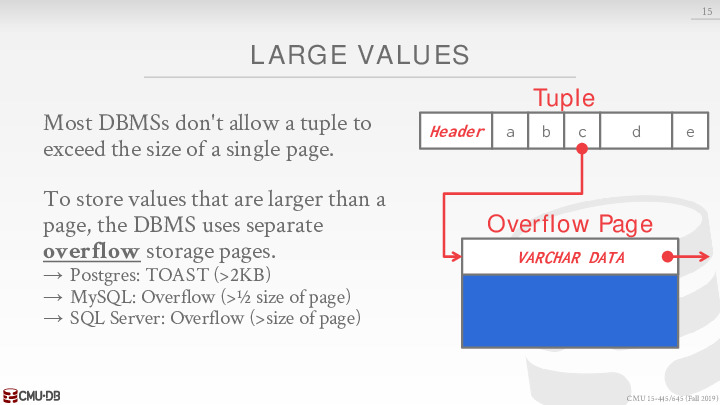 15
LARGE VALUES
Most DBMSs don't allow a tuple to
exceed the size of a single page.
To store values that are larger than a
page, the DBMS uses separate
overflow storage pages.
→ Postgres: TOAST (>2KB)
→ MySQL: Overflow (>½ size of page)
→ SQL Server: Overflow (>size of page)
Tuple
Header a b c d e
Overflow Page
VARCHAR DATA
CMU·DB
CMU 15-445/645 (Fall 2019)